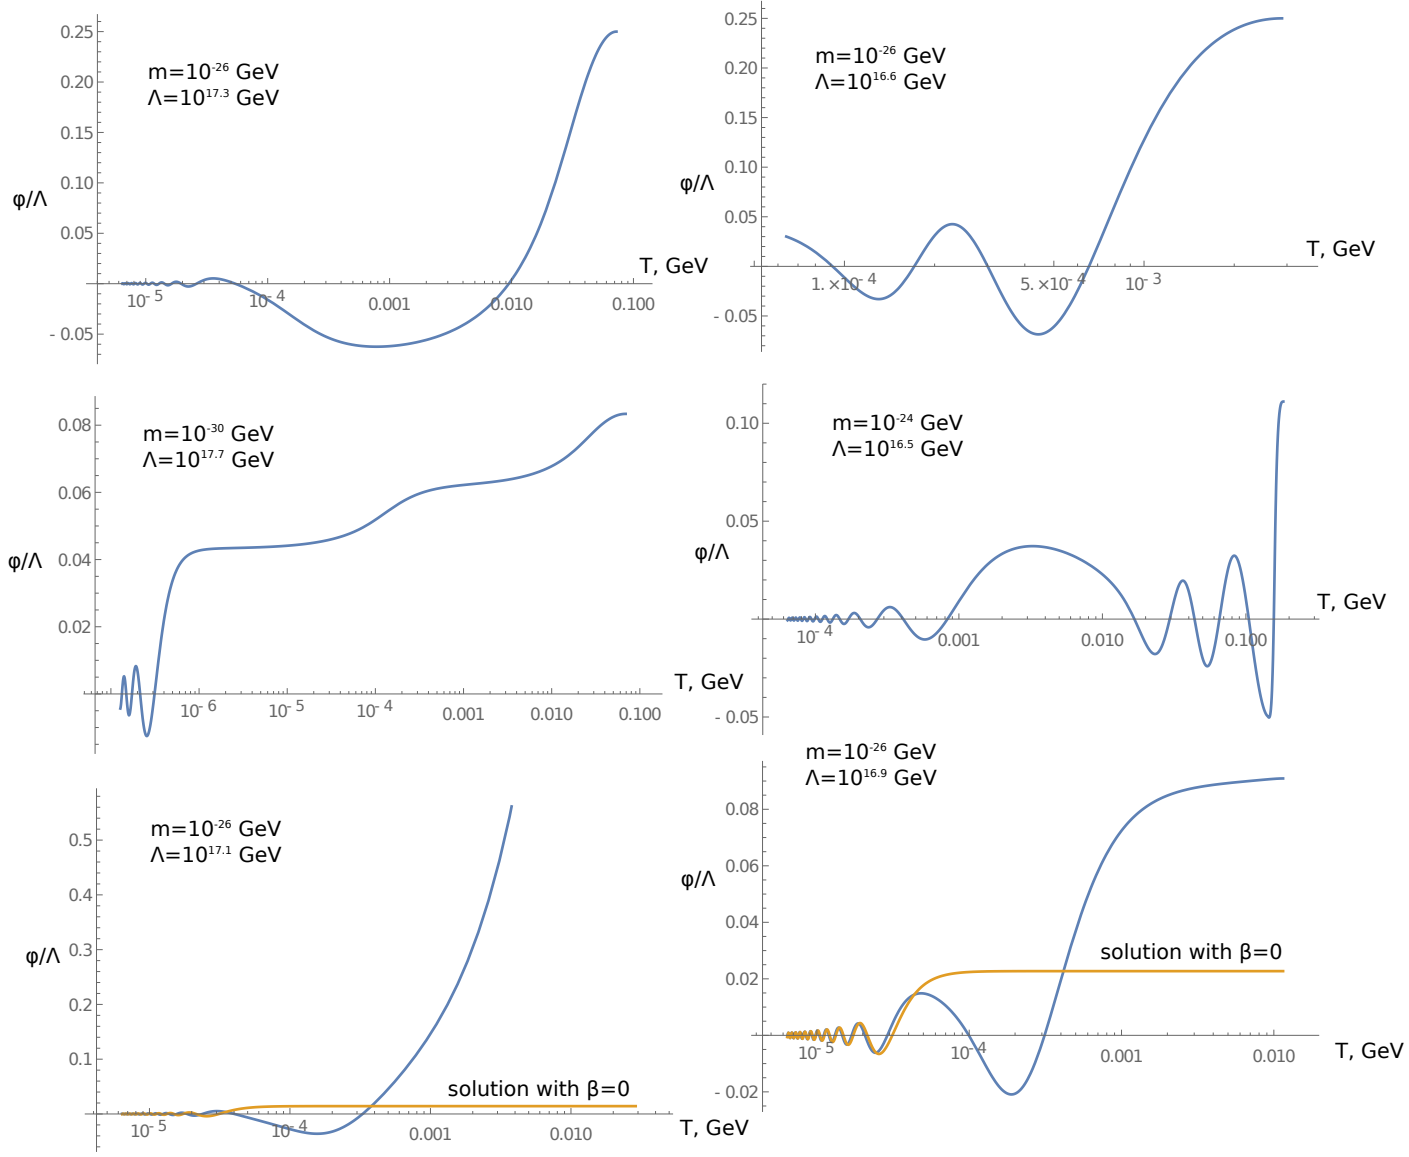 0.25
0.20
0.15
0.10
0.05
- 0.05
m=10⁻²⁶ GeV
Λ=10¹⁷·³ GeV
φ/Λ
T, GeV
10⁻⁵
10⁻⁴
0.001
0.010
0.100
0.25
0.20
0.15
0.10
0.05
- 0.05
m=10⁻²⁶ GeV
Λ=10¹⁶·⁶ GeV
φ/Λ
T, GeV
1.×10⁻⁴
5.×10⁻⁴
10⁻³
0.08
0.06
0.04
0.02
m=10⁻³⁰ GeV
Λ=10¹⁷·⁷ GeV
φ/Λ
T, GeV
10⁻⁶
10⁻⁵
10⁻⁴
0.001
0.010
0.100
0.10
0.05
- 0.05
m=10⁻²⁴ GeV
Λ=10¹⁶·⁵ GeV
φ/Λ
T, GeV
10⁻⁴
0.001
0.010
0.100
0.5
0.4
0.3
0.2
0.1
m=10⁻²⁶ GeV
Λ=10¹⁷·¹ GeV
φ/Λ
solution with β=0
T, GeV
10⁻⁵
10⁻⁴
0.001
0.010
m=10⁻²⁶ GeV
Λ=10¹⁶·⁹ GeV
0.08
0.06
0.04
0.02
- 0.02
φ/Λ
solution with β=0
T, GeV
10⁻⁵
10⁻⁴
0.001
0.010